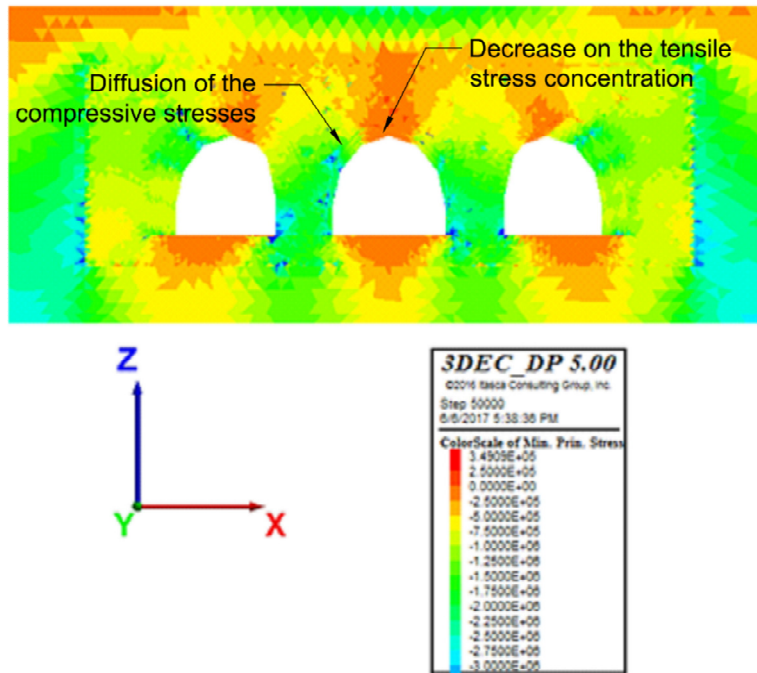 Decrease on the tensile
stress concentration
Diffusion of the
compressive stresses
Z
Y
X
3DEC_DP 5.00
©2016 Itasca Consulting Group, Inc.
Step 50000
6/6/2017 5:38:36 PM
ColorScale of Min. Prin. Stress
3.4909E+05
2.5000E+05
0.0000E+00
-2.5000E+05
-5.0000E+05
-7.5000E+05
-1.0000E+06
-1.2500E+06
-1.5000E+06
-1.7500E+06
-2.0000E+06
-2.2500E+06
-2.5000E+06
-2.7500E+06
-3.0000E+06